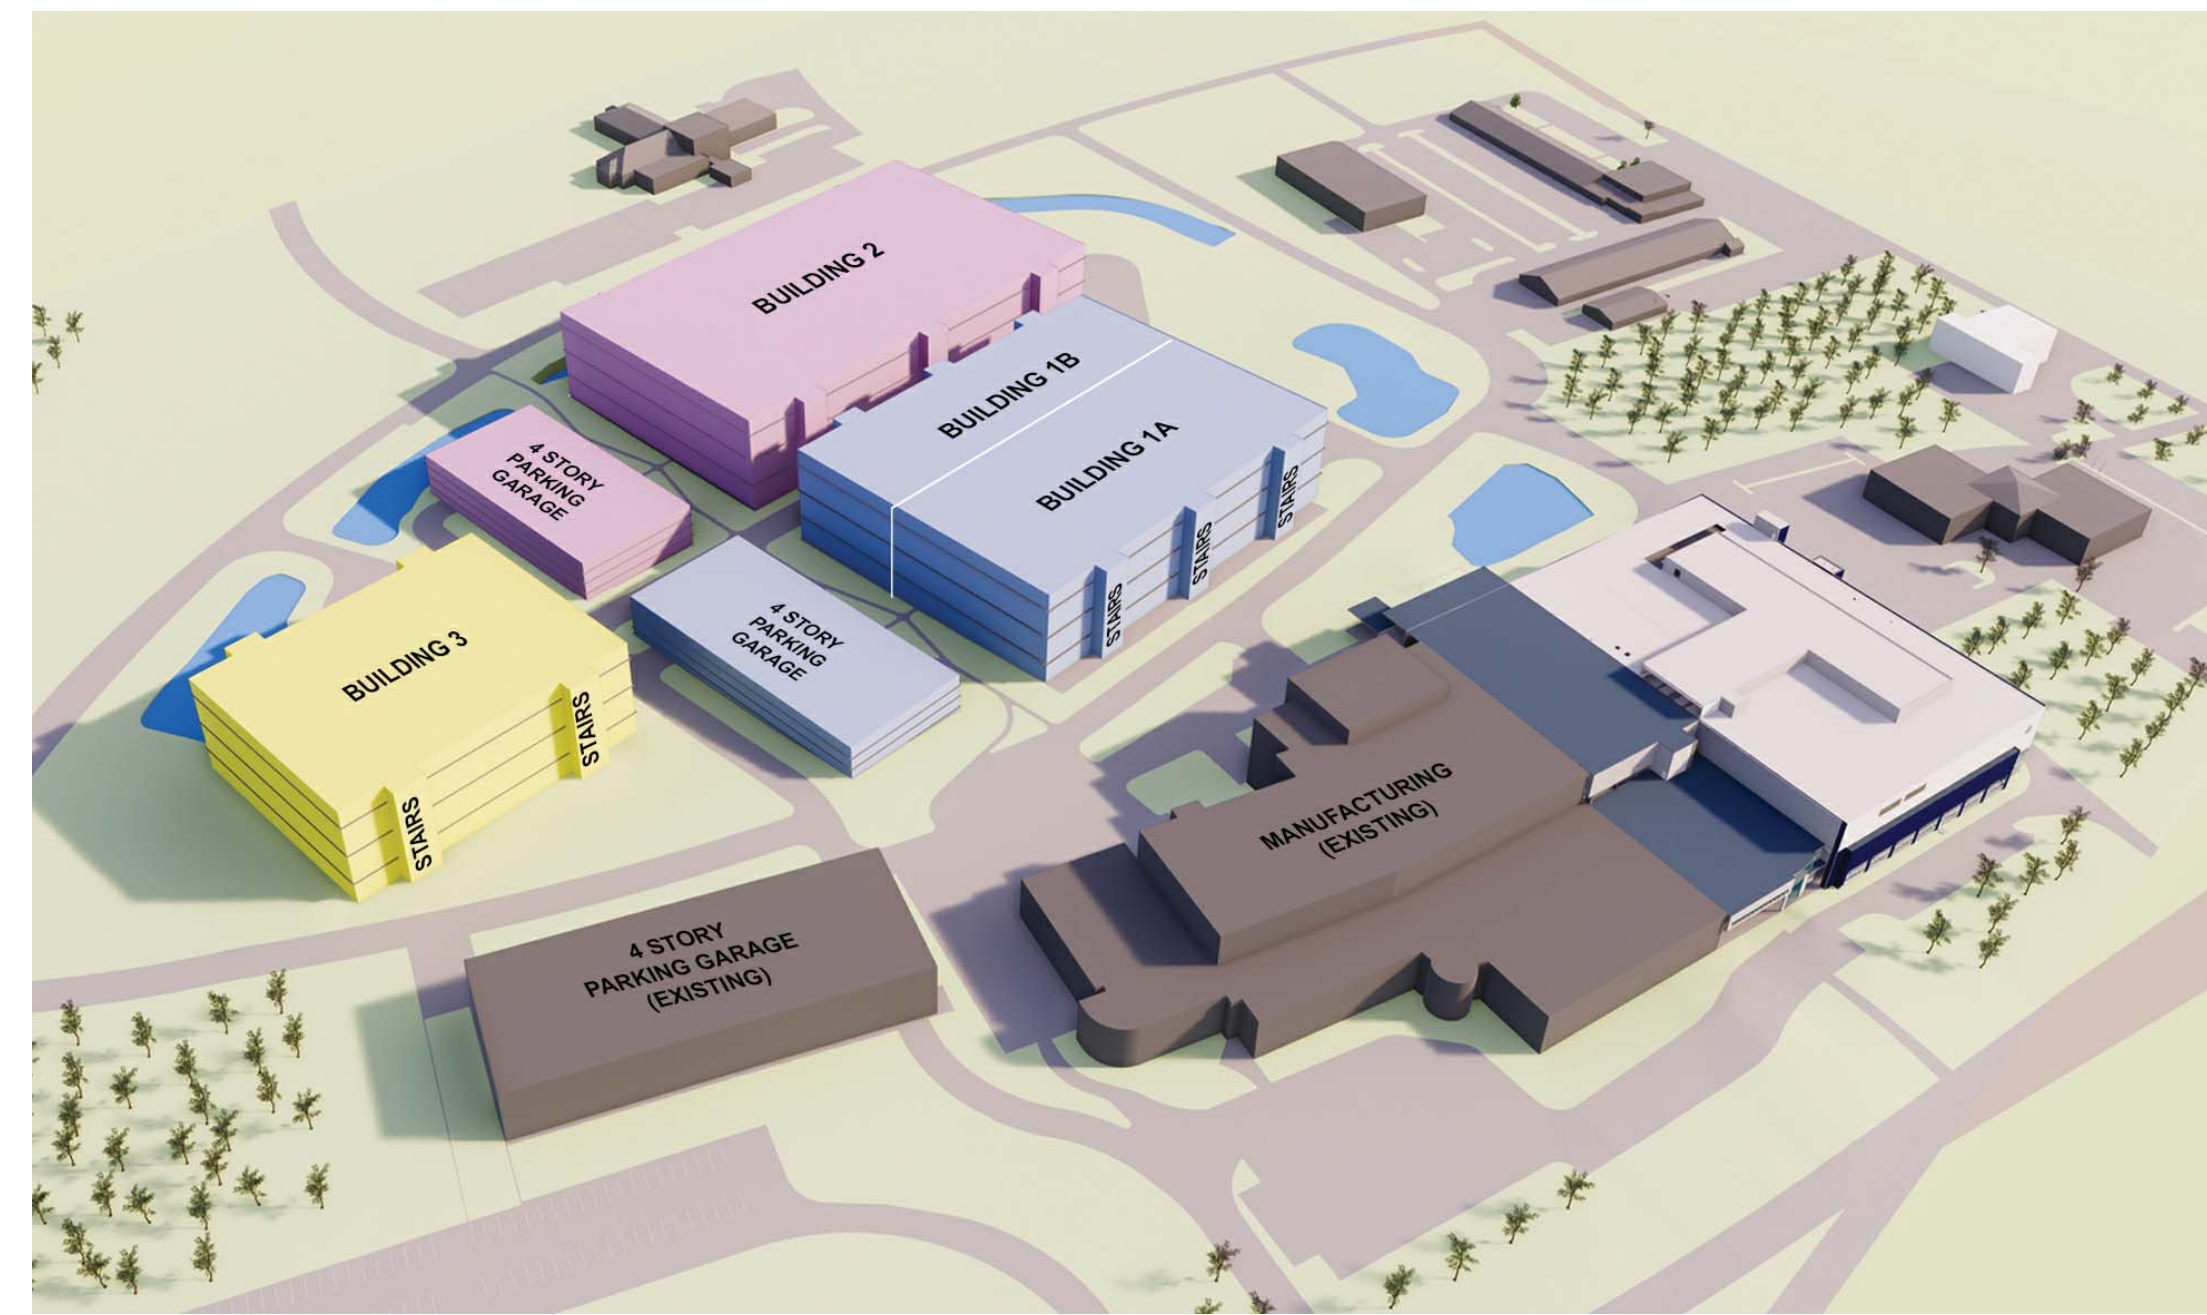 BUILDING 2
BUILDING 1B
BUILDING 1A
STAIRS
STAIRS
STAIRS
4 STORY
PARKING
GARAGE
4 STORY
PARKING
GARAGE
BUILDING 3
STAIRS
STAIRS
MANUFACTURING
(EXISTING)
4 STORY
PARKING GARAGE
(EXISTING)